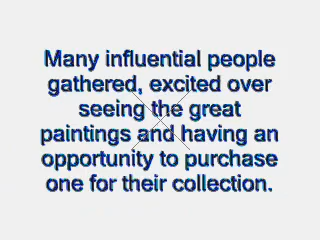 Many influential people
gathered, excited over
seeing the great
paintings and having an
opportunity to purchase
one for their collection.